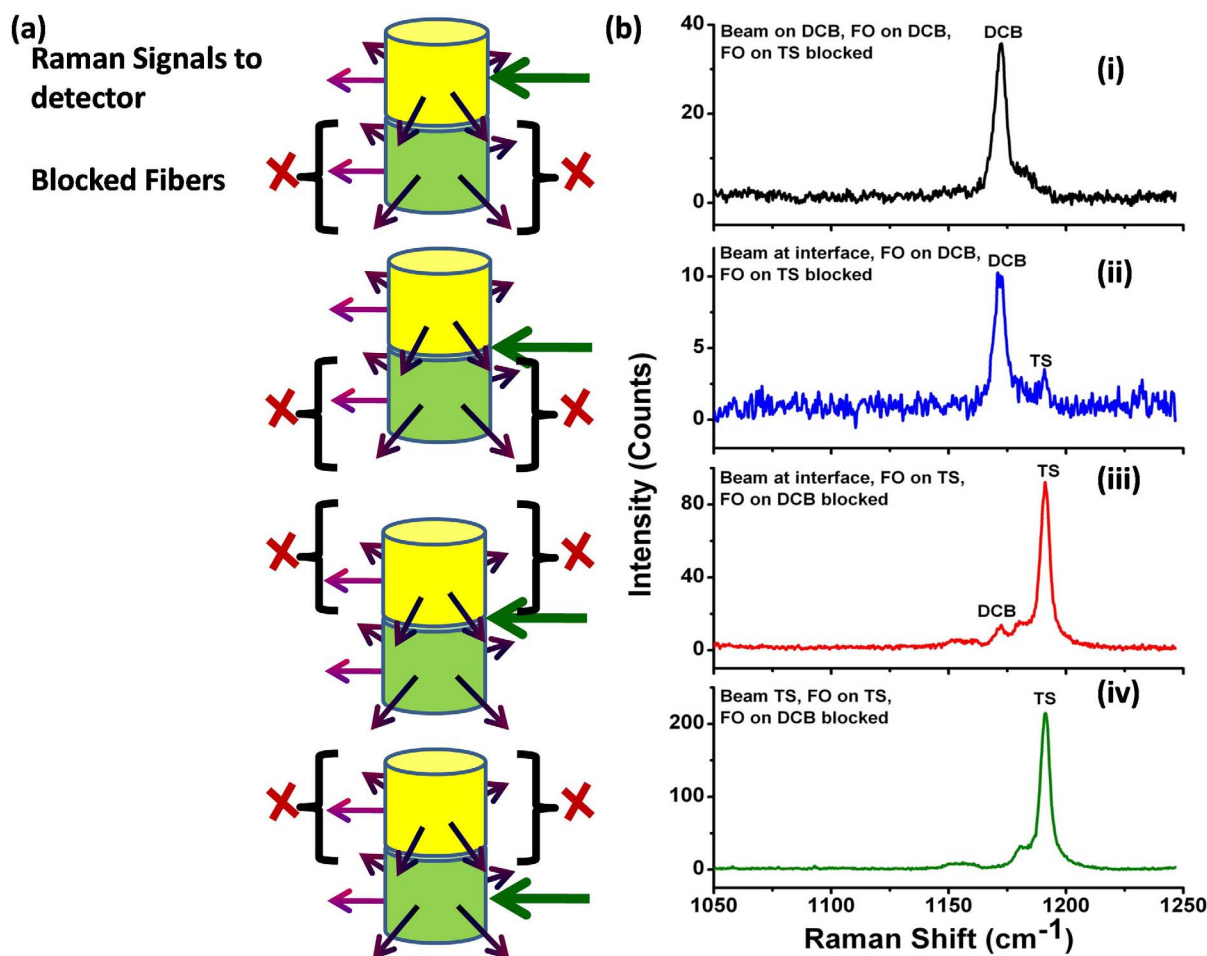 (a)
Raman Signals to
detector
Blocked Fibers
(b)
Intensity (Counts)
Beam on DCB, FO on DCB,
FO on TS blocked
DCB
(i)
40
20
0
Beam at interface, FO on DCB,
FO on TS blocked
DCB
TS
(ii)
10
5
0
Beam at interface, FO on TS,
FO on DCB blocked
DCB
TS
(iii)
80
40
0
Beam TS, FO on TS,
FO on DCB blocked
TS
(iv)
200
100
0
1050 1100 1150 1200 1250
Raman Shift (cm⁻¹)